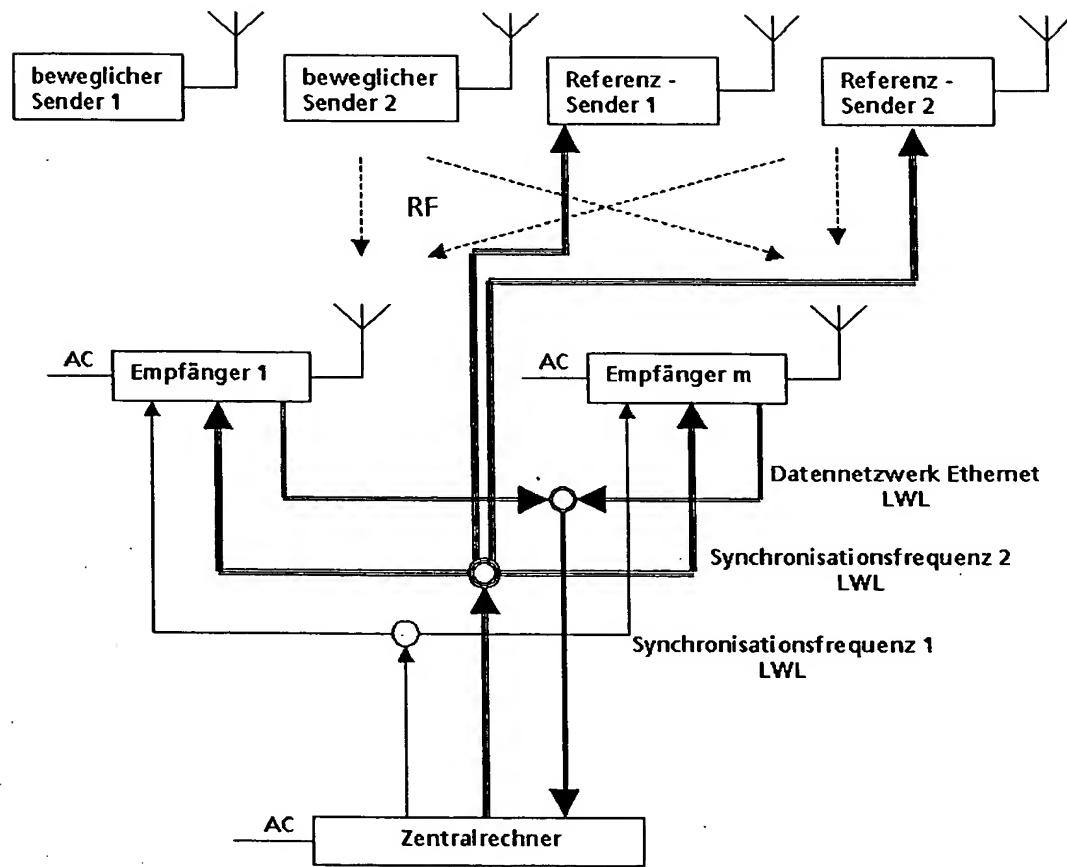 beweglicher
Sender 1
beweglicher
Sender 2
Referenz -
Sender 1
Referenz -
Sender 2
RF
AC
Empfänger 1
AC
Empfänger m
Datennetzwerk Ethernet
LWL
Synchronisationsfrequenz 2
LWL
Synchronisationsfrequenz 1
LWL
AC
Zentralrechner